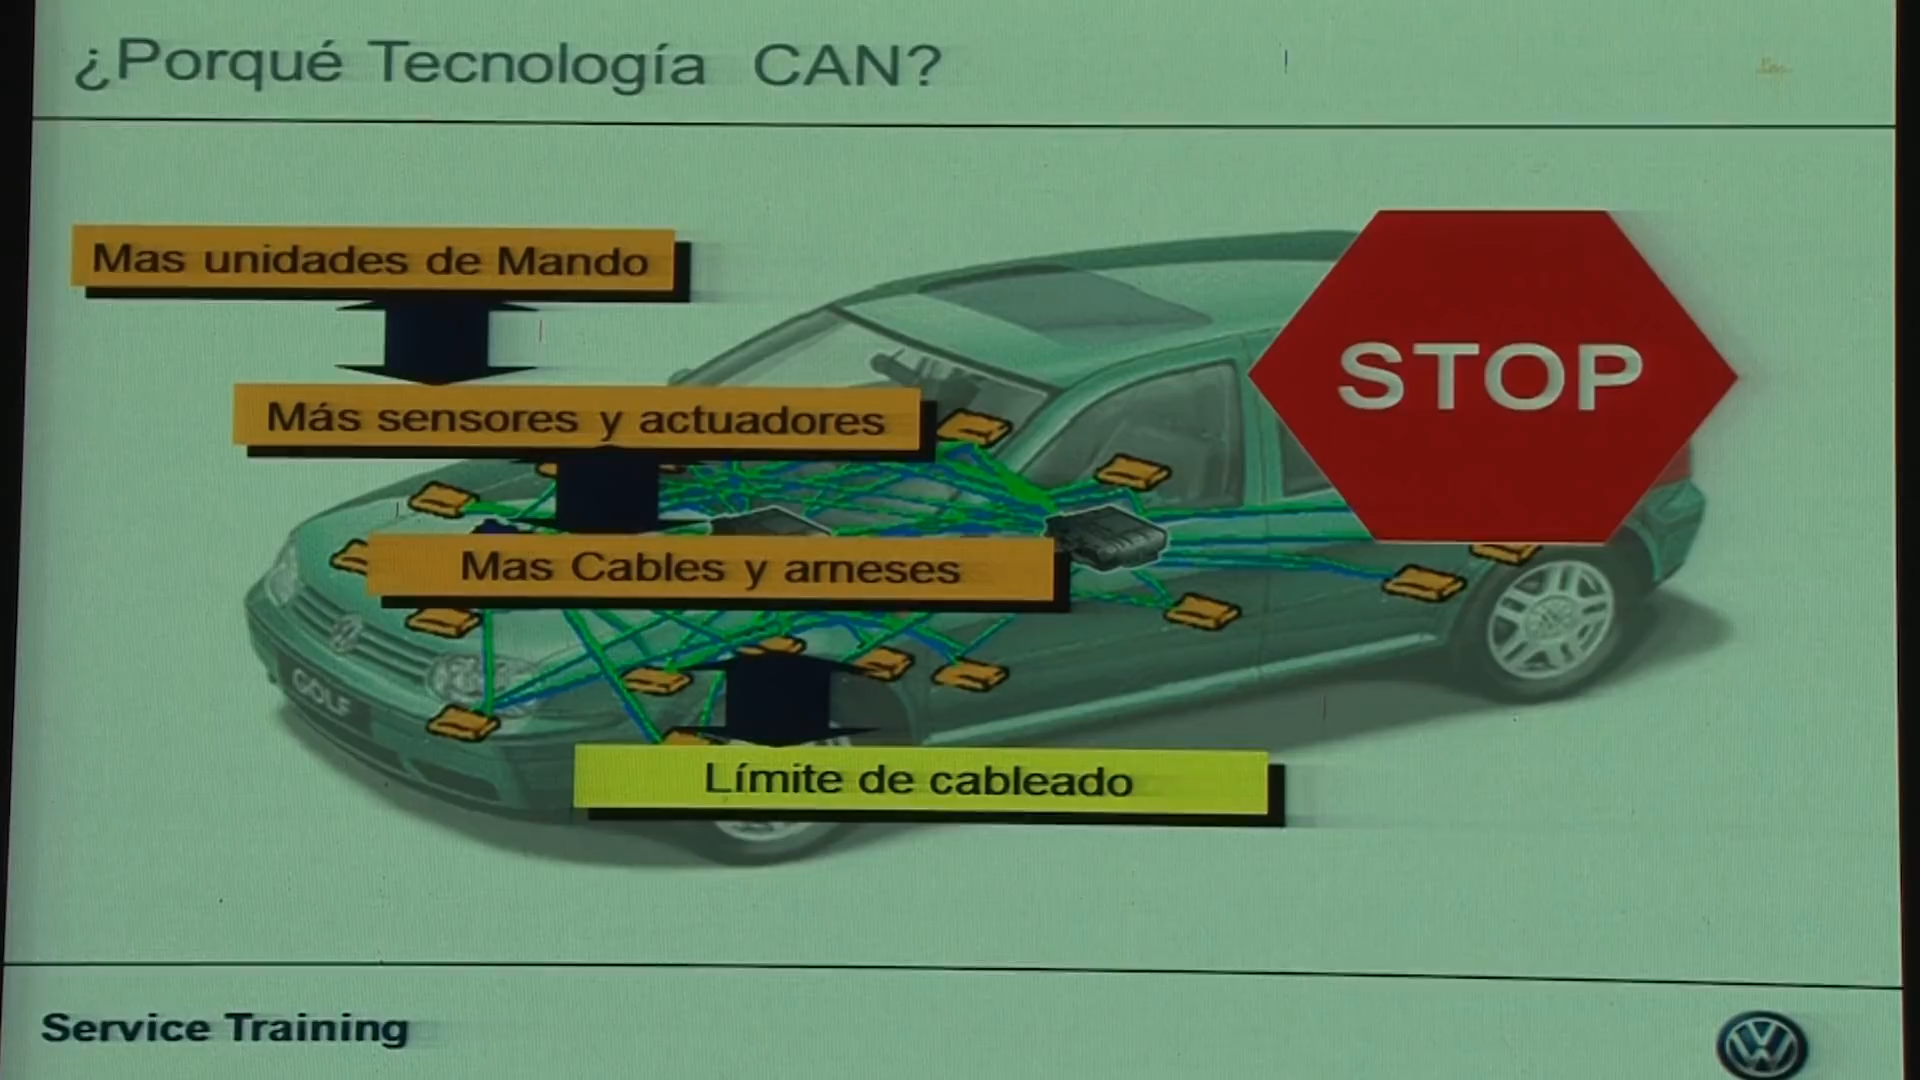 ¿Porqué Tecnología CAN?
Mas unidades de Mando
STOP
Más sensores y actuadores
Mas Cables y arneses
GOLF
Límite de cableado
Service Training